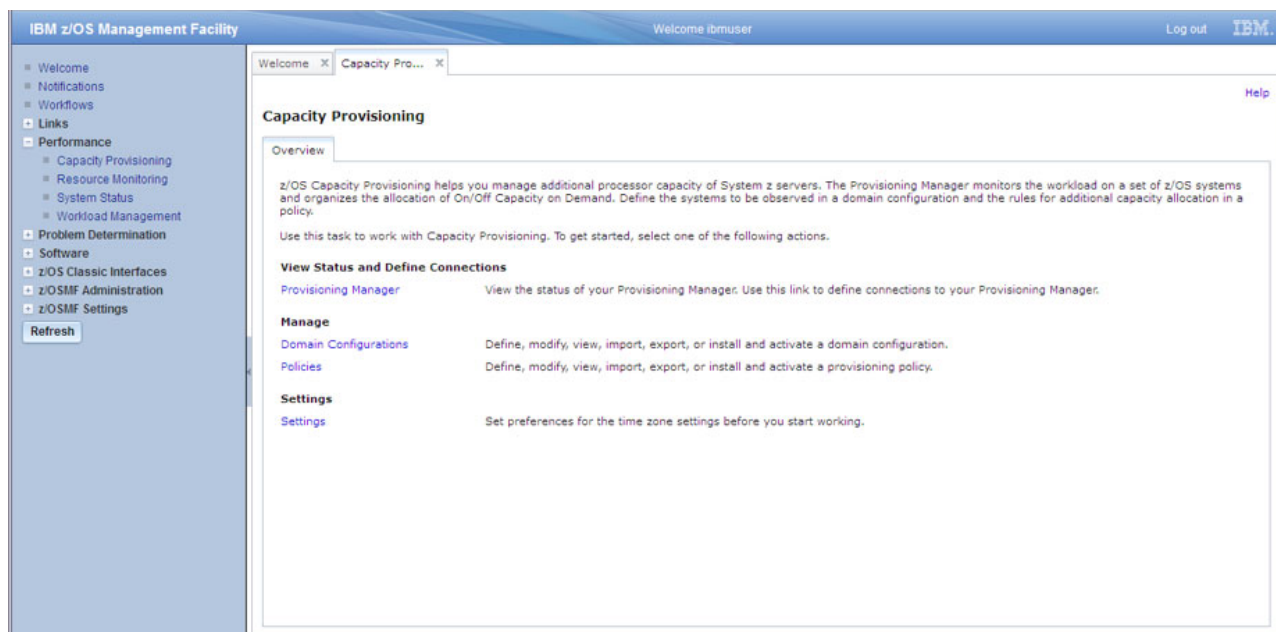 IBM z/OS Management Facility
Welcome ibmuser
Log out
IBM.
Welcome
Notifications
Workflows
Links
Performance
Capacity Provisioning
Resource Monitoring
System Status
Workload Management
Problem Determination
Software
z/OS Classic Interfaces
z/OSMF Administration
z/OSMF Settings
Refresh
Welcome X
Capacity Pro... X
Help
Capacity Provisioning
Overview
z/OS Capacity Provisioning helps you manage additional processor capacity of System z servers. The Provisioning Manager monitors the workload on a set of z/OS systems
and organizes the allocation of On/Off Capacity on Demand. Define the systems to be observed in a domain configuration and the rules for additional capacity allocation in a
policy.
Use this task to work with Capacity Provisioning. To get started, select one of the following actions.
View Status and Define Connections
Provisioning Manager View the status of your Provisioning Manager. Use this link to define connections to your Provisioning Manager.
Manage
Domain Configurations Define, modify, view, import, export, or install and activate a domain configuration.
Policies Define, modify, view, import, export, or install and activate a provisioning policy.
Settings
Settings Set preferences for the time zone settings before you start working.